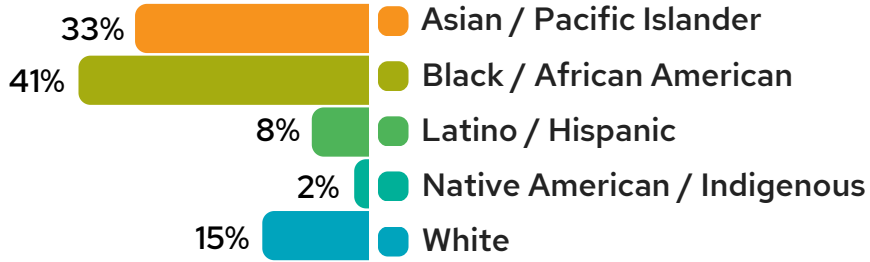 33% Asian / Pacific Islander
41% Black / African American
8% Latino / Hispanic
2% Native American / Indigenous
15% White